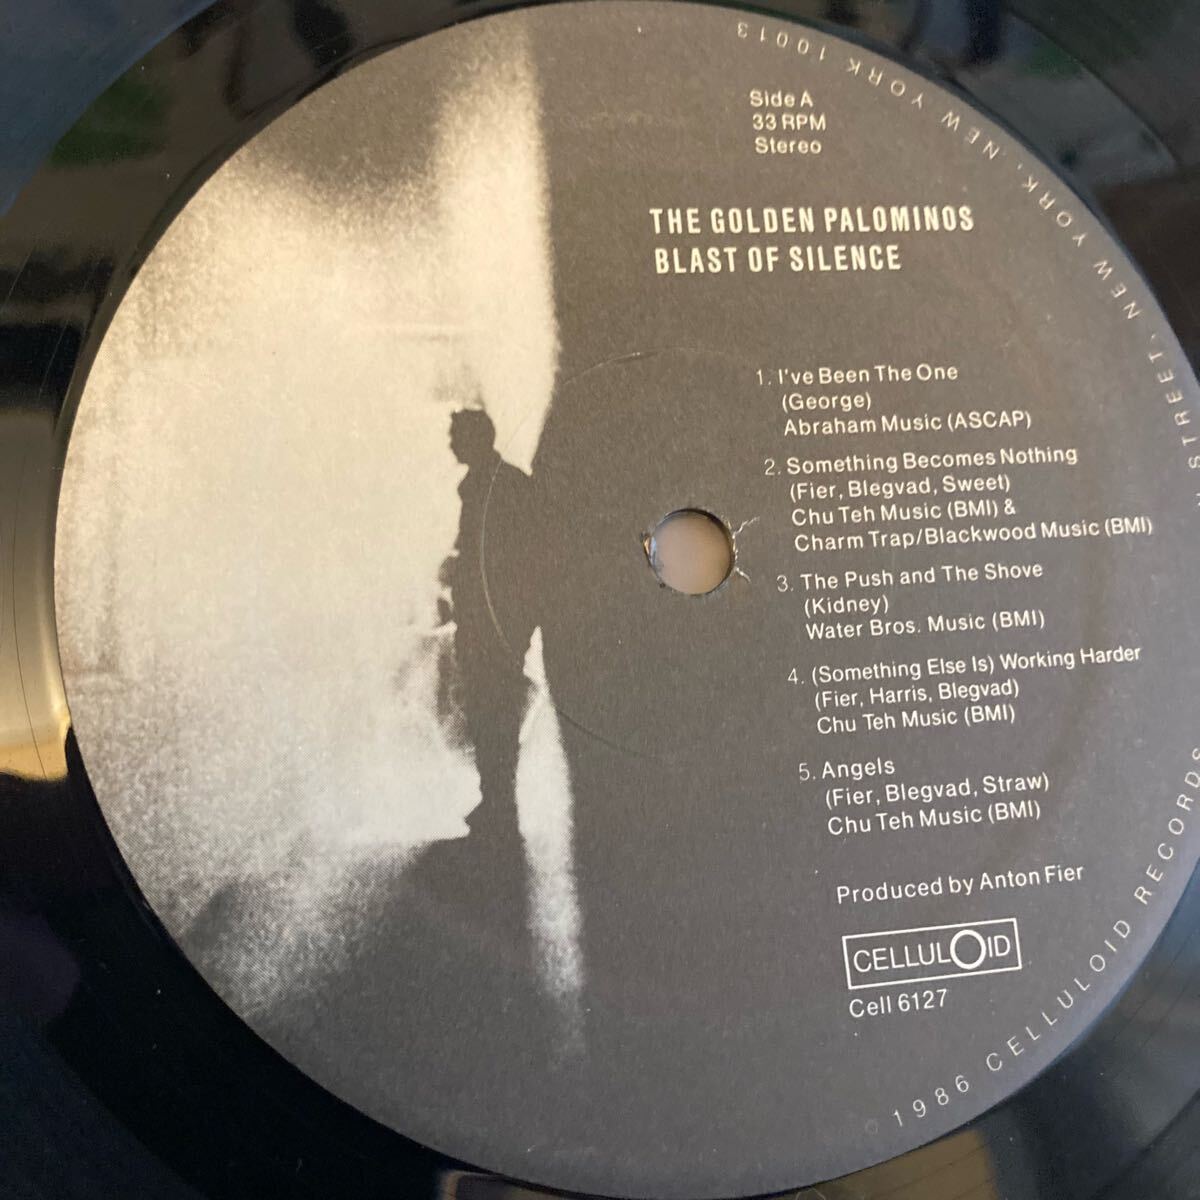 Side A
33 RPM
Stereo
THE GOLDEN PALOMINOS
BLAST OF SILENCE
1. I've Been The One
(George)
Abraham Music (ASCAP)
2. Something Becomes Nothing
(Fier, Blegvad, Sweet)
Chu Teh Music (BMI) &
Charm Trap/Blackwood Music (BMI)
3. The Push and The Shove
(Kidney)
Water Bros. Music (BMI)
4. (Something Else Is) Working Harder
(Fier, Harris, Blegvad)
Chu Teh Music (BMI)
5. Angels
(Fier, Blegvad, Straw)
Chu Teh Music (BMI)
Produced by Anton Fier
CELLULOID
Cell 6127
1986 CELLULOID RECORDS
STREET, NEW YORK, NEW YORK 10013